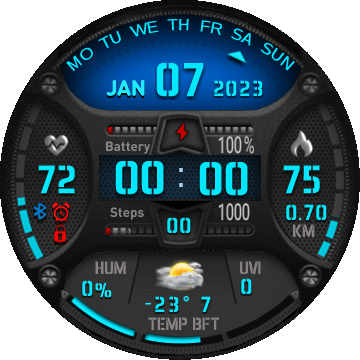 MO TU WE TH FR SA SUN
JAN 07 2023
Battery 100%
72 00 : 00 75
Steps 1000
00
0.70
KM
HUM UVI
0% 0
-23° 7
TEMP BFT